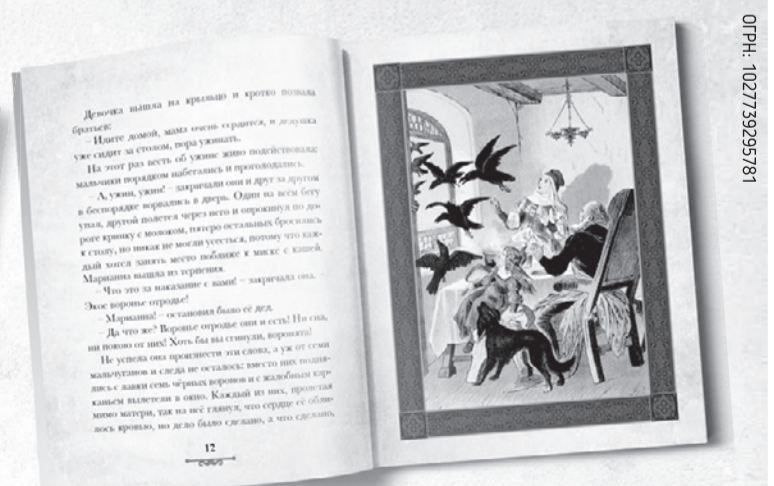 Девочка вышла на крыльцо и кротко позвала
братьев:
– Идите домой, мама очень сердится, и дедушка
уже сидит за столом, пора ужинать.
На этот раз весть об ужине живо подействовала;
мальчики порядком набегались и проголодались.
– А, ужин, ужин! – закричали они и друг за другом
в беспорядке ворвались в дверь. Один на всём бегу
упал, другой полетел через него и опрокинул по до-
роге кринку с молоком, пятеро остальных бросились
к столу, но никак не могли усесться, потому что каж-
дый хотел занять место поближе к миске с кашей.
Марианна вышла из терпения.
– Что это за наказание с вами! – закричала она. –
Экое воронье отродье!
– Марианна! – остановил было её дед.
– Да что же? Воронье отродье они и есть! Ни сна,
ни покою от них! Хоть бы вы сгинули, воронята!
Не успела она произнести эти слова, а уж от семи
мальчуганов и следа не осталось: вместо них подня-
лись с лавки семь чёрных воронов и с жалобным кар-
каньем вылетели в окно. Каждый из них, пролетая
мимо матери, так на неё глянул, что сердце её обли-
лось кровью, но дело было сделано, а что сделано,
12
ОГРН: 1027739295781